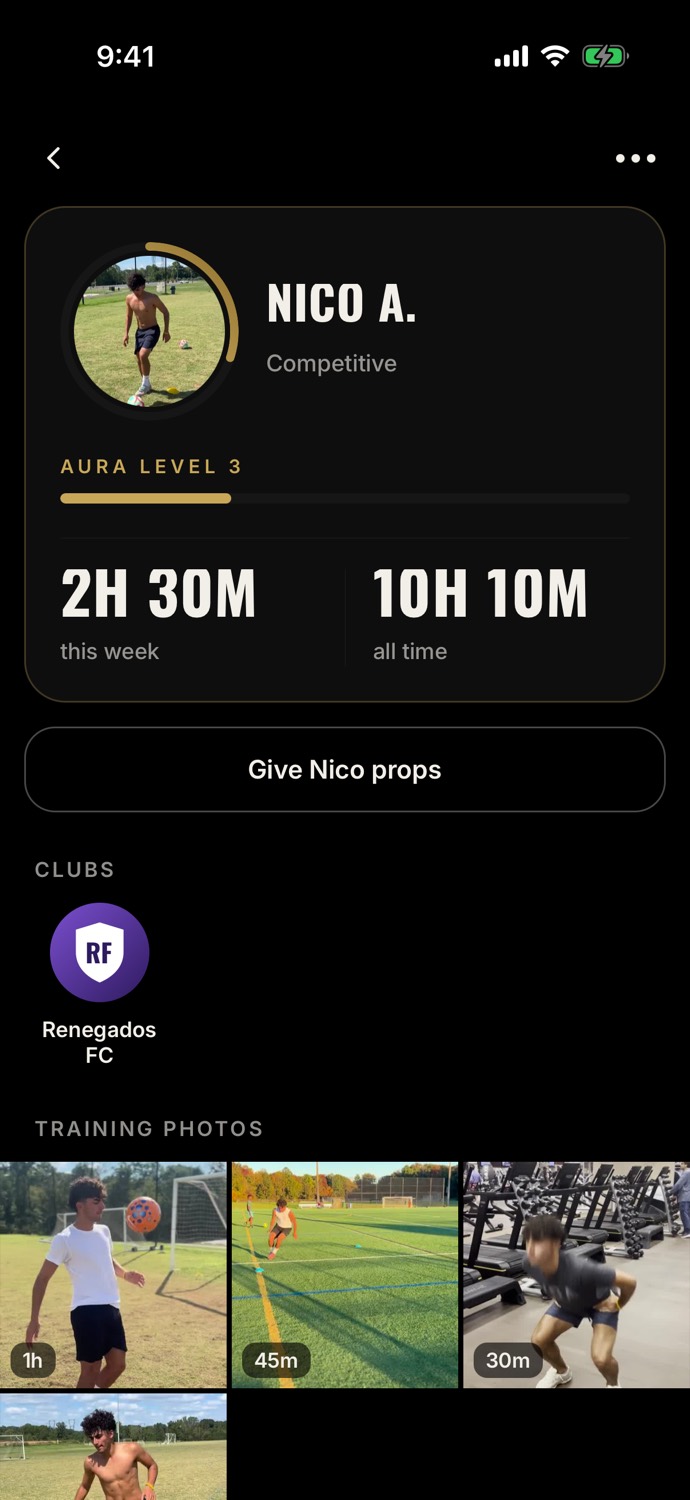 9:41
NICO A.
Competitive
AURA LEVEL 3
2H 30M
10H 10M
this week
all time
Give Nico props
CLUBS
RF
Renegados
FC
TRAINING PHOTOS
1h
45m
30m